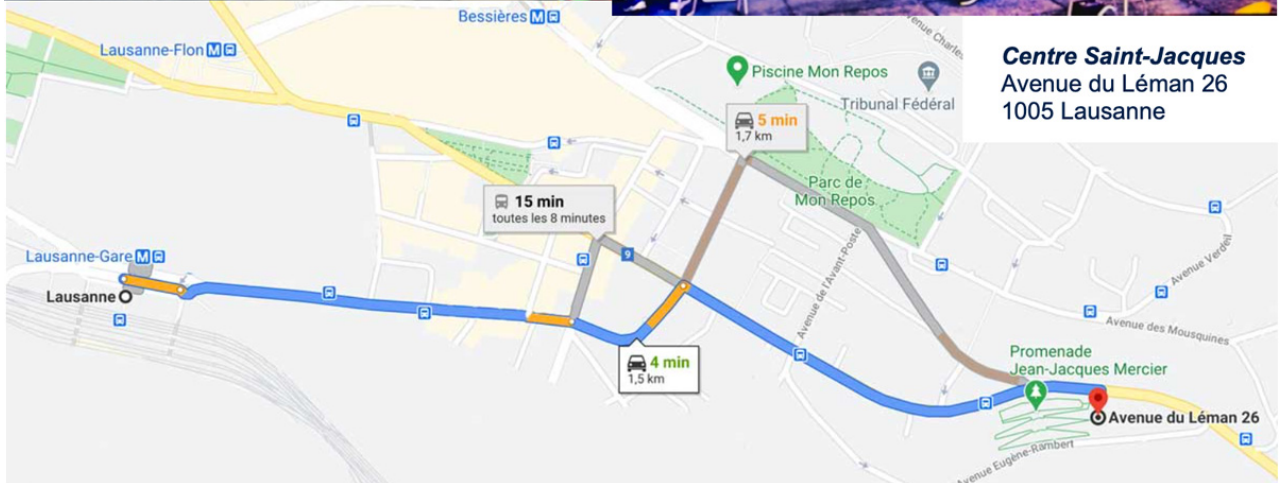 Bessières M
Lausanne-Flon M
Avenue Charles
Centre Saint-Jacques
Avenue du Léman 26
1005 Lausanne
Piscine Mon Repos
Tribunal Fédéral
5 min
1,7 km
Parc de
Mon Repos
15 min
toutes les 8 minutes
9
Lausanne-Gare M
Lausanne
Avenue de l'Avant-Poste
Avenue Verdeil
Avenue des Mousquines
4 min
1,5 km
Promenade
Jean-Jacques Mercier
Avenue du Léman 26
Avenue Eugène-Rambert